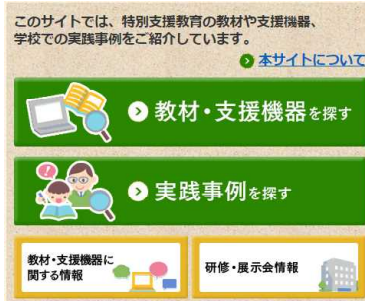 このサイトでは、特別支援教育の教材や支援機器、
学校での実践事例をご紹介しています。
本サイトについて
教材・支援機器を探す
実践事例を探す
教材・支援機器に
関する情報
研修・展示会情報